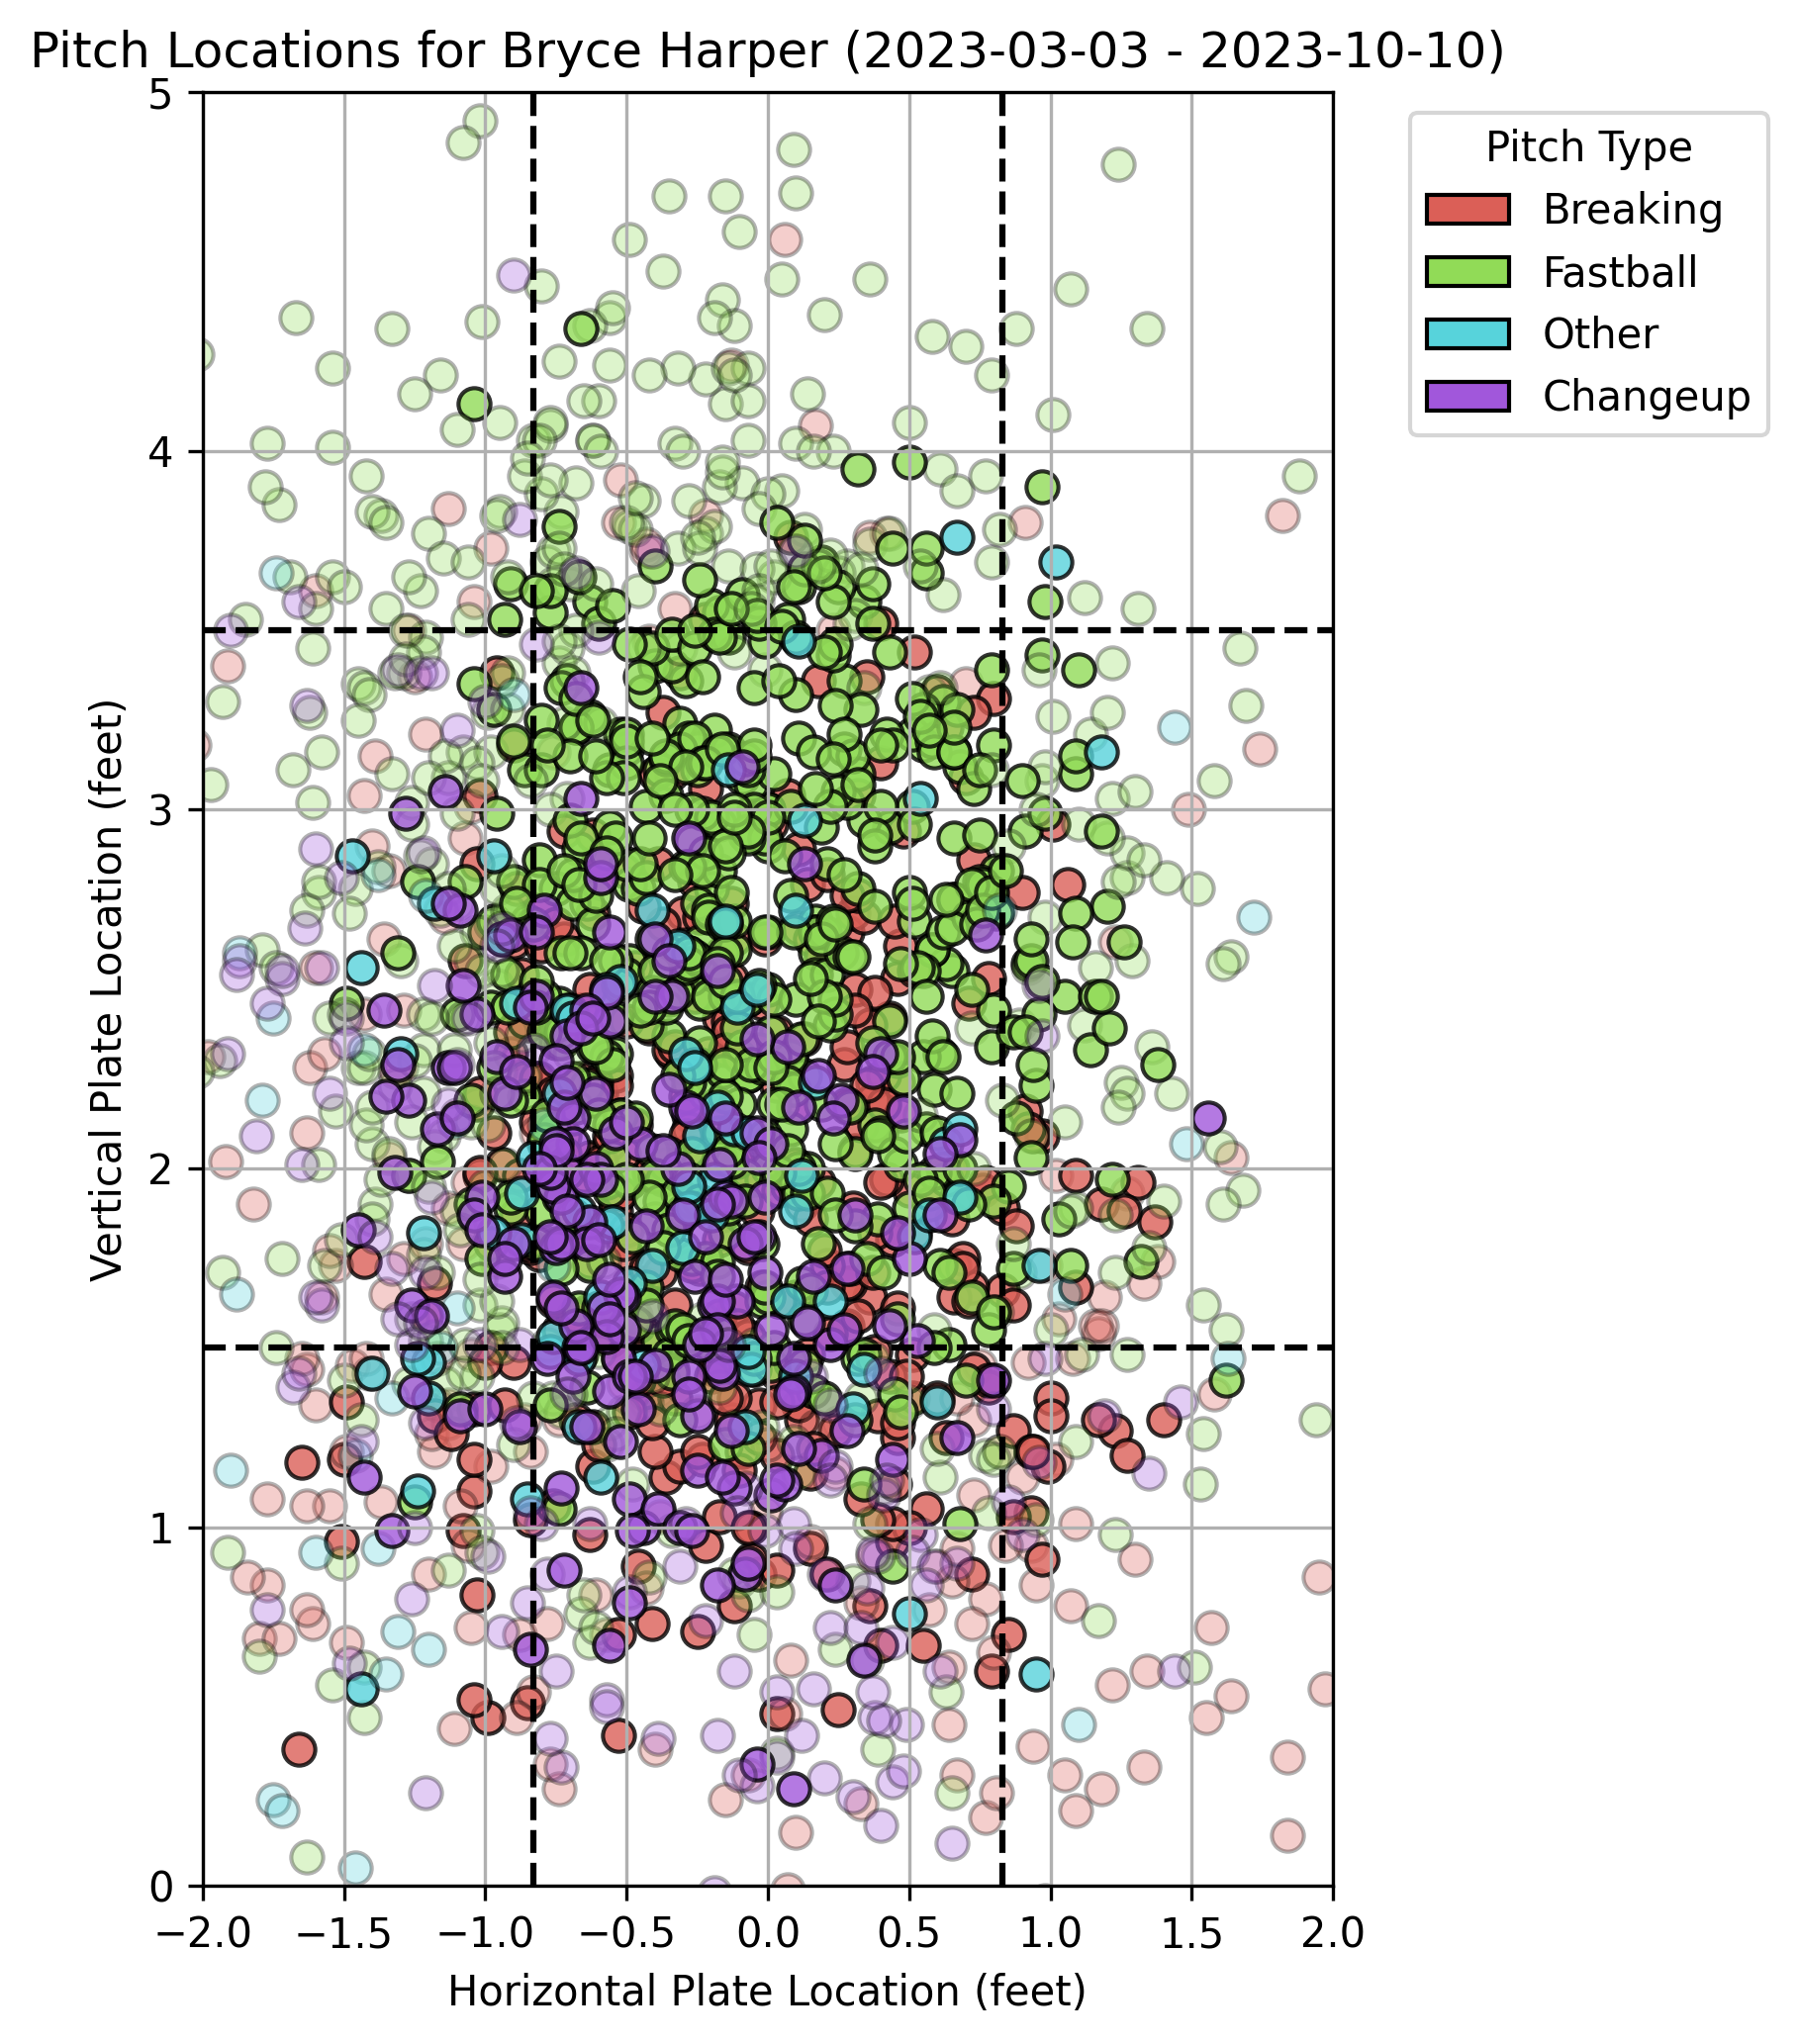 Pitch Locations for Bryce Harper (2023-03-03 - 2023-10-10)
Pitch Type
Breaking
Fastball
Other
Changeup
Vertical Plate Location (feet)
5
4
3
2
1
0
−2.0 −1.5 −1.0 −0.5 0.0 0.5 1.0 1.5 2.0
Horizontal Plate Location (feet)